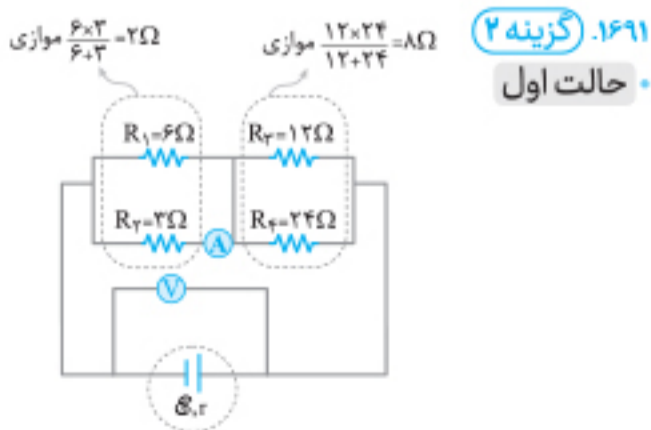 ۱۶۹۱. گزینه ۲
• حالت اول
موازی ۶×۳/۶+۳ =۲Ω
موازی ۱۲×۲۴/۱۲+۲۴ =۸Ω
R₁=۶Ω
R۳=۱۲Ω
R۲=۳Ω
R۴=۲۴Ω
A
V
ℰ,r